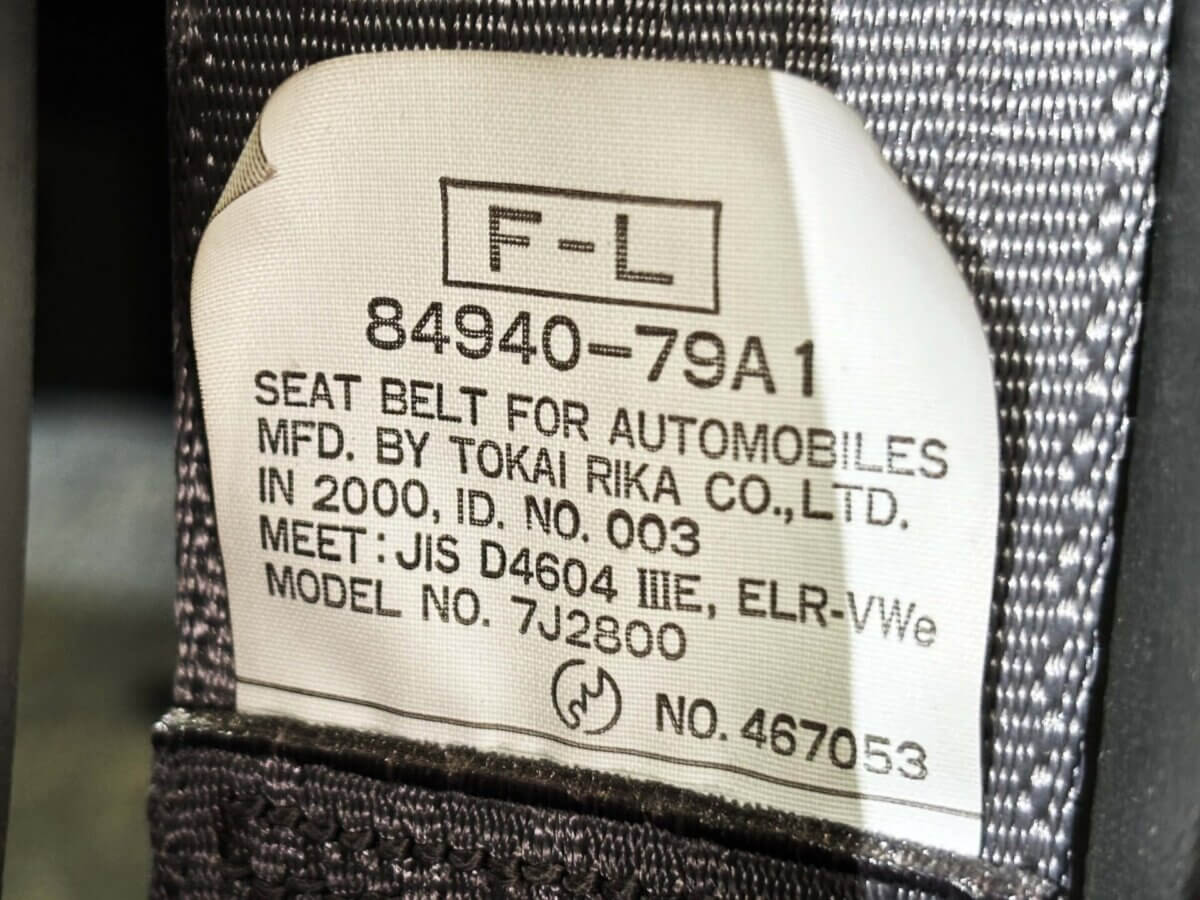 F-L
84940-79A1
SEAT BELT FOR AUTOMOBILES
MFD. BY TOKAI RIKA CO., LTD.
IN 2000, ID. NO. 003
MEET : JIS D4604 ⅢE, ELR-VWe
MODEL NO. 7J2800
NO. 467053